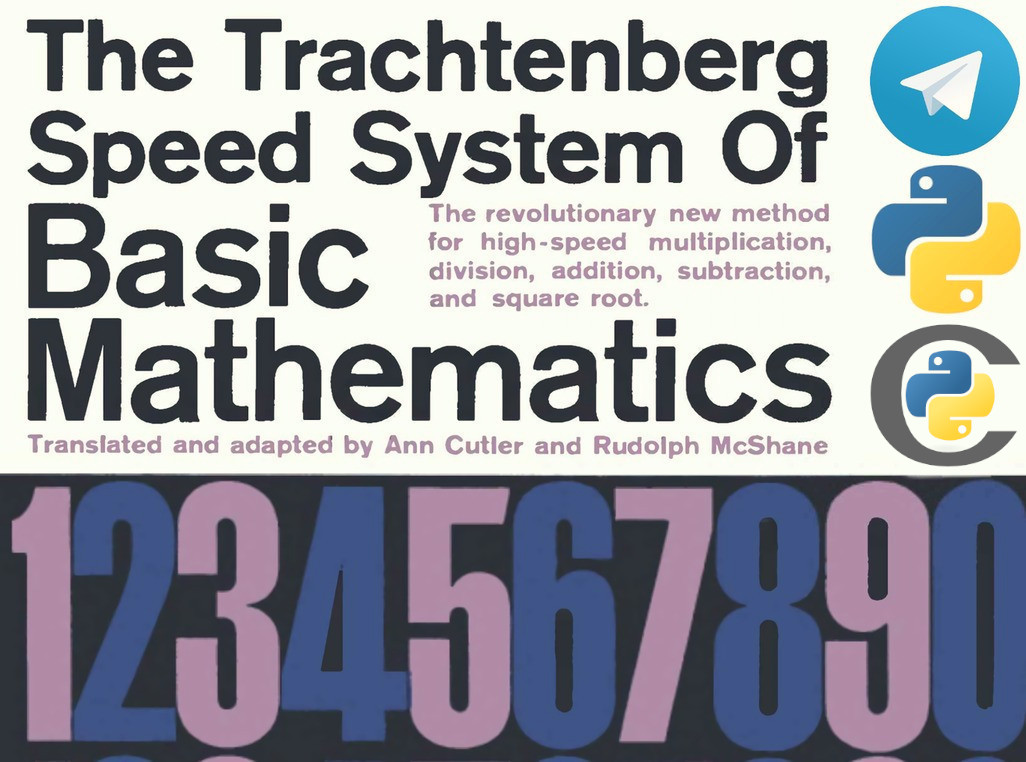 The Trachtenberg
Speed System Of
Basic
Mathematics
The revolutionary new method
for high-speed multiplication,
division, addition, subtraction,
and square root.
Translated and adapted by Ann Cutler and Rudolph McShane
C
1234567890